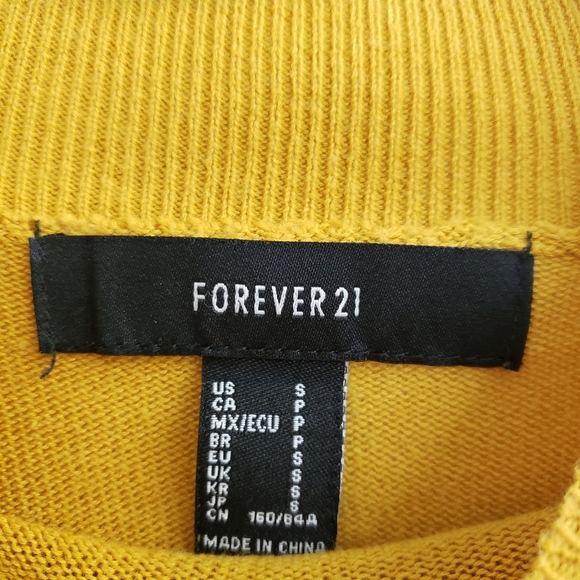 FOREVER 21
US S
CA P
MX/ECU P
BR P
EU S
UK S
KR S
JP S
CN 160/84A
MADE IN CHINA